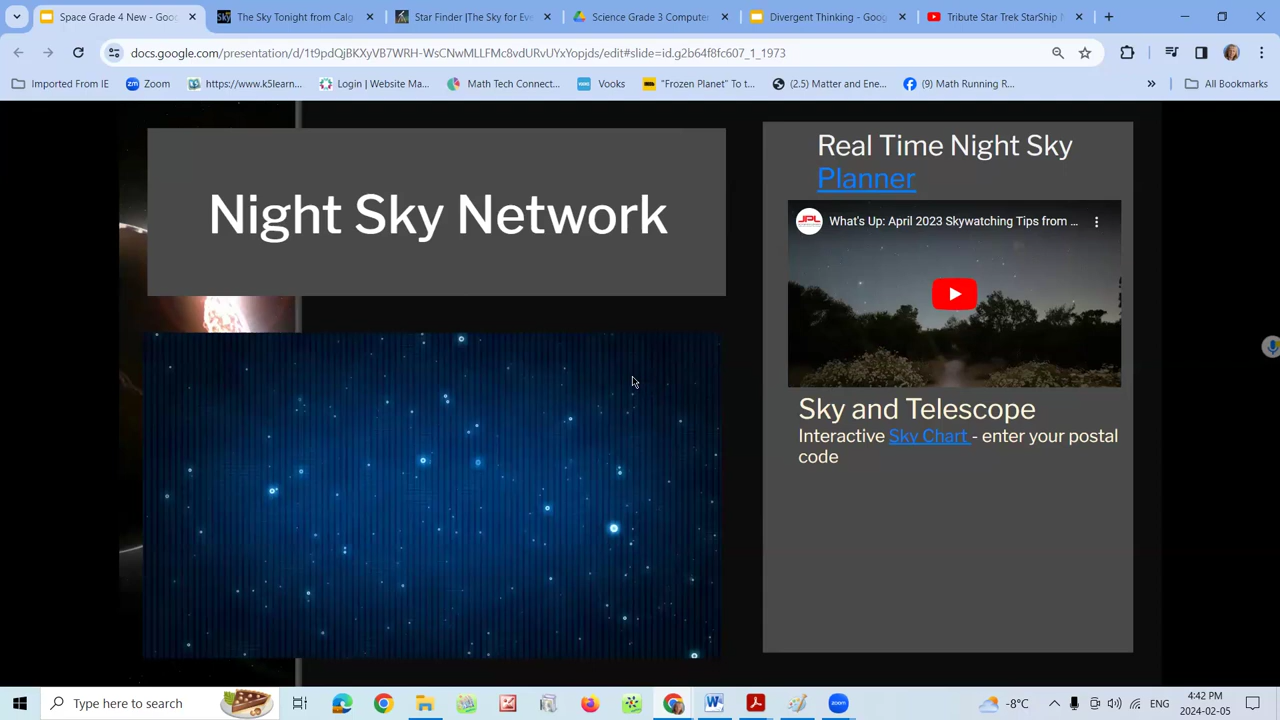 Space Grade 4 New - Goo
The Sky Tonight from Calg
Star Finder |The Sky for Ev
Science Grade 3 Computer
Divergent Thinking - Goog
Tribute Star Trek StarShip h
docs.google.com/presentation/d/1t9pdQjBKXyVB7WRH-WsCNwMLLFMc8vdURvUYxYopjds/edit#slide=id.g2b64f8fc607_1_1973
Imported From IE
Zoom
https://www.k5learn...
Login | Website Ma...
Math Tech Connect...
Vooks
"Frozen Planet" To t...
(2.5) Matter and Ene...
(9) Math Running R...
»
All Bookmarks
Night Sky Network
Real Time Night Sky
Planner
JPL
What's Up: April 2023 Skywatching Tips from ...
Sky and Telescope
Interactive Sky Chart - enter your postal
code
Type here to search
-8°C
ENG
4:42 PM
2024-02-05